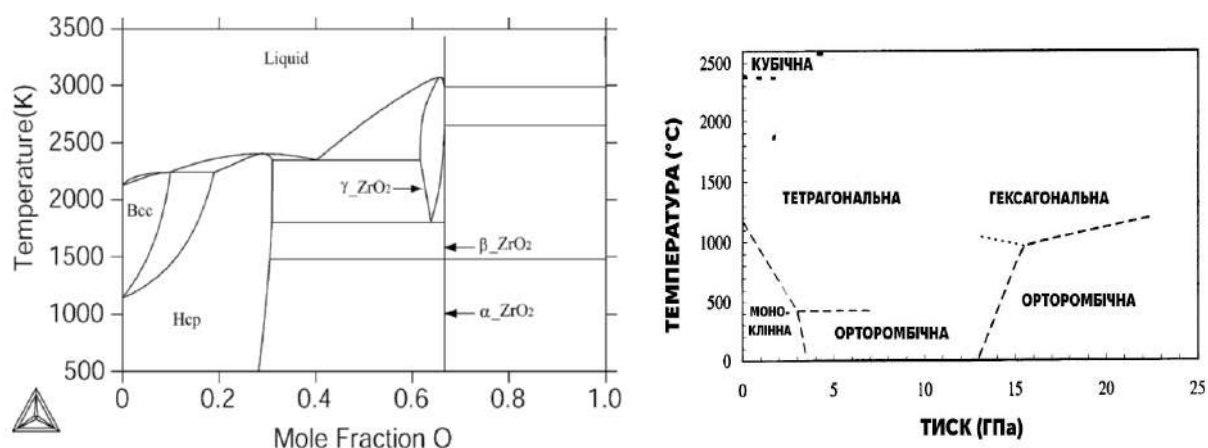 3500
3000
2500
2000
1500
1000
500
Temperature(K)
Liquid
Bcc
Hcp
γ_ZrO2
β_ZrO2
α_ZrO2
0
0.2
0.4
0.6
0.8
1.0
Mole Fraction O
2500
2000
1500
1000
500
0
ТЕМПЕРАТУРА (°C)
КУБІЧНА
ТЕТРАГОНАЛЬНА
ГЕКСАГОНАЛЬНА
МОНО-
КЛІННА
ОРТОРОМБІЧНА
ОРТОРОМБІЧНА
0
5
10
15
20
25
ТИСК (ГПа)